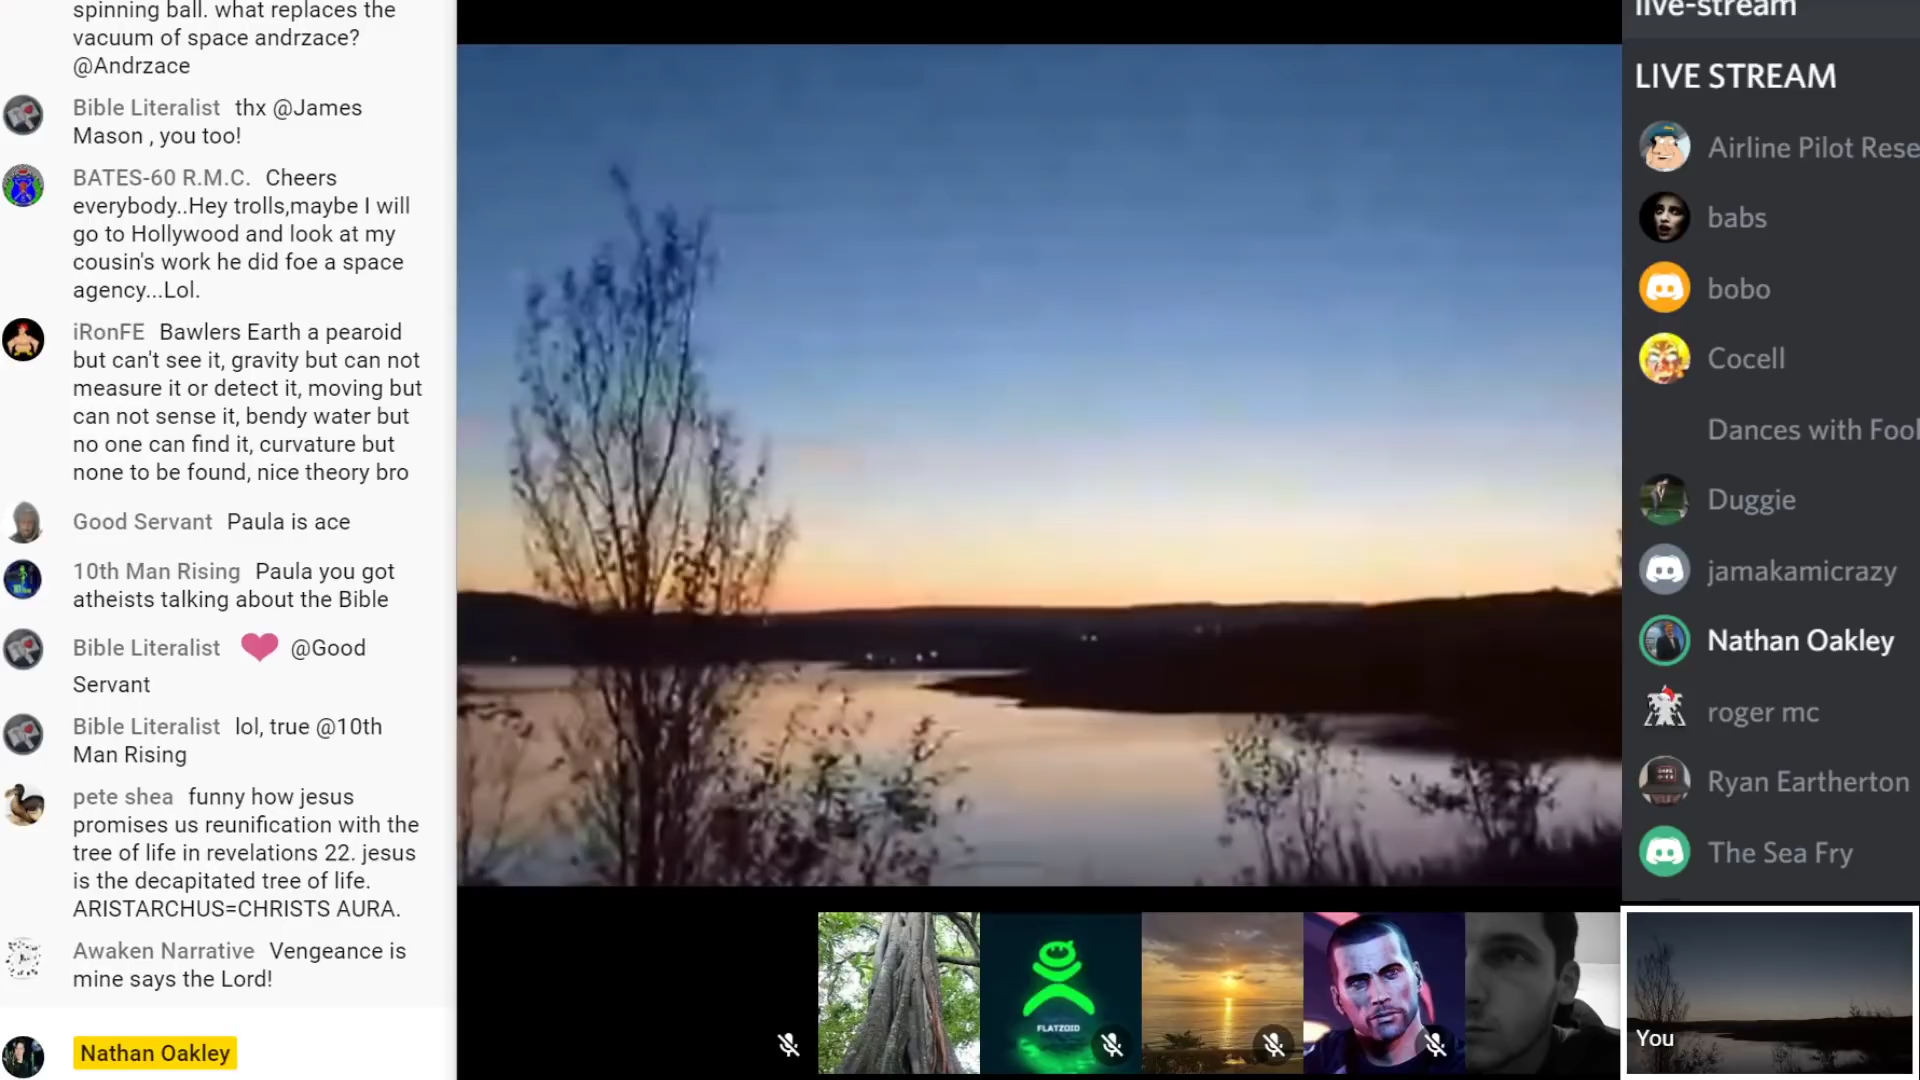 spinning ball. what replaces the
vacuum of space andrzace?
@Andrzace
Bible Literalist thx @James
Mason , you too!
BATES-60 R.M.C. Cheers
everybody..Hey trolls,maybe I will
go to Hollywood and look at my
cousin's work he did foe a space
agency...Lol.
iRonFE Bawlers Earth a pearoid
but can't see it, gravity but can not
measure it or detect it, moving but
can not sense it, bendy water but
no one can find it, curvature but
none to be found, nice theory bro
Good Servant Paula is ace
10th Man Rising Paula you got
atheists talking about the Bible
Bible Literalist @Good
Servant
Bible Literalist lol, true @10th
Man Rising
pete shea funny how jesus
promises us reunification with the
tree of life in revelations 22. jesus
is the decapitated tree of life.
ARISTARCHUS=CHRISTS AURA.
Awaken Narrative Vengeance is
mine says the Lord!
Nathan Oakley
FLATZOID
You
live-stream
LIVE STREAM
Airline Pilot Rese
babs
bobo
Cocell
Dances with Fool
Duggie
jamakamicrazy
Nathan Oakley
roger mc
Ryan Eartherton
The Sea Fry